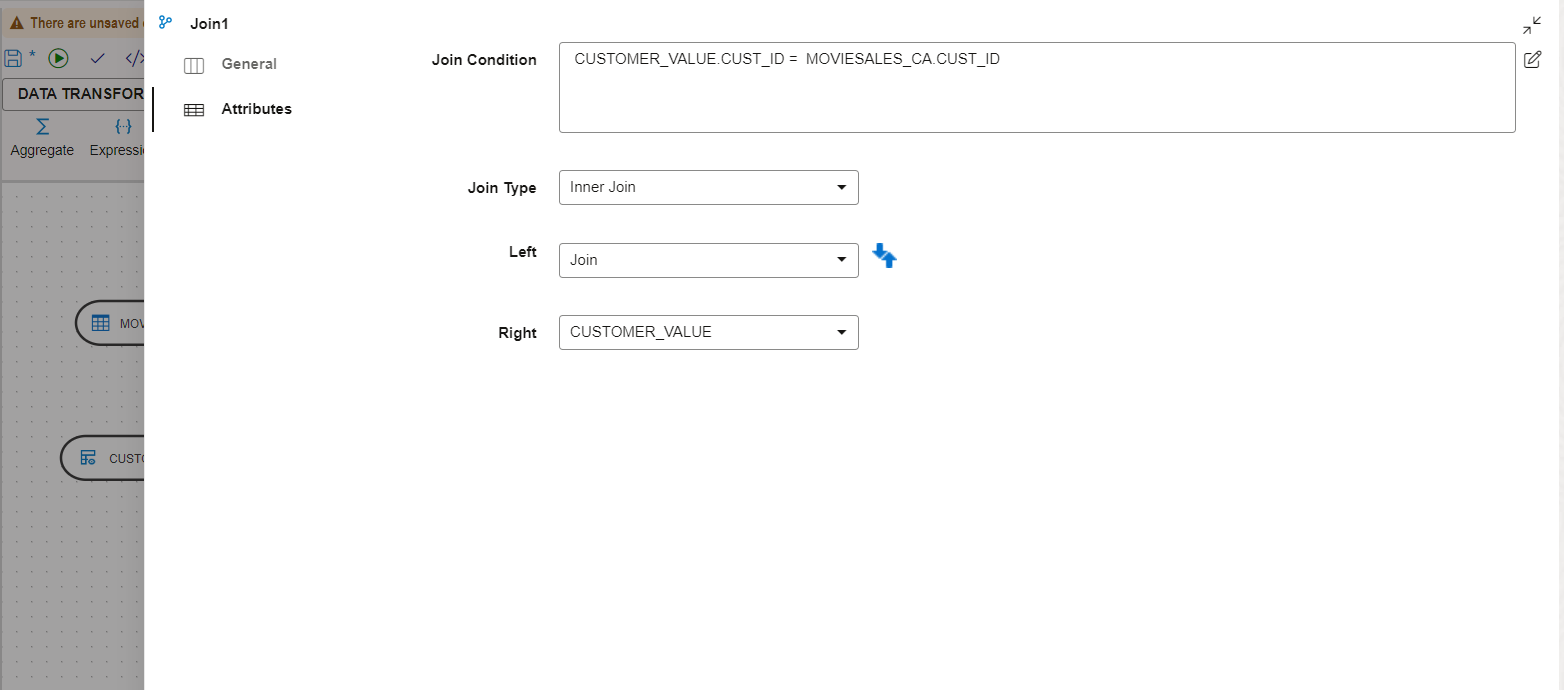 There are unsaved
Join1
*
General
Attributes
DATA TRANSFOR
Aggregate
Expressi
MOV
CUST
Join Condition
CUSTOMER_VALUE.CUST_ID =  MOVIESALES_CA.CUST_ID
Join Type
Inner Join
Left
Join
Right
CUSTOMER_VALUE